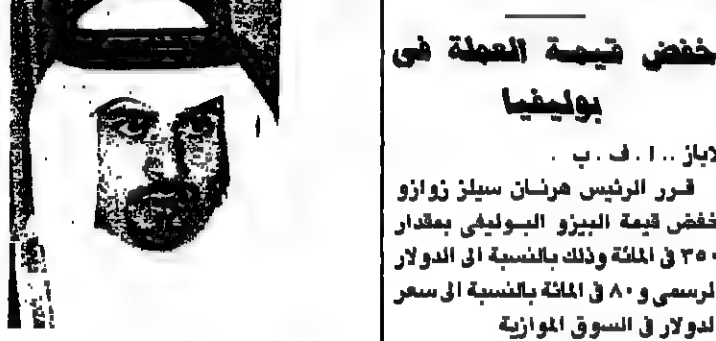 خفض قيمة العملة فى
بوليفيا
لاباز .. ا . ف . ب .
قرر الرئيس هرنان سيلز زوازو
خفض قيمة البيزو البوليفى بمقدار
٣٥٠ فى المائة وذلك بالنسبة الى الدولار
الرسمى و ٨٠ فى المائة بالنسبة الى سعر
الدولار فى السوق الموازية